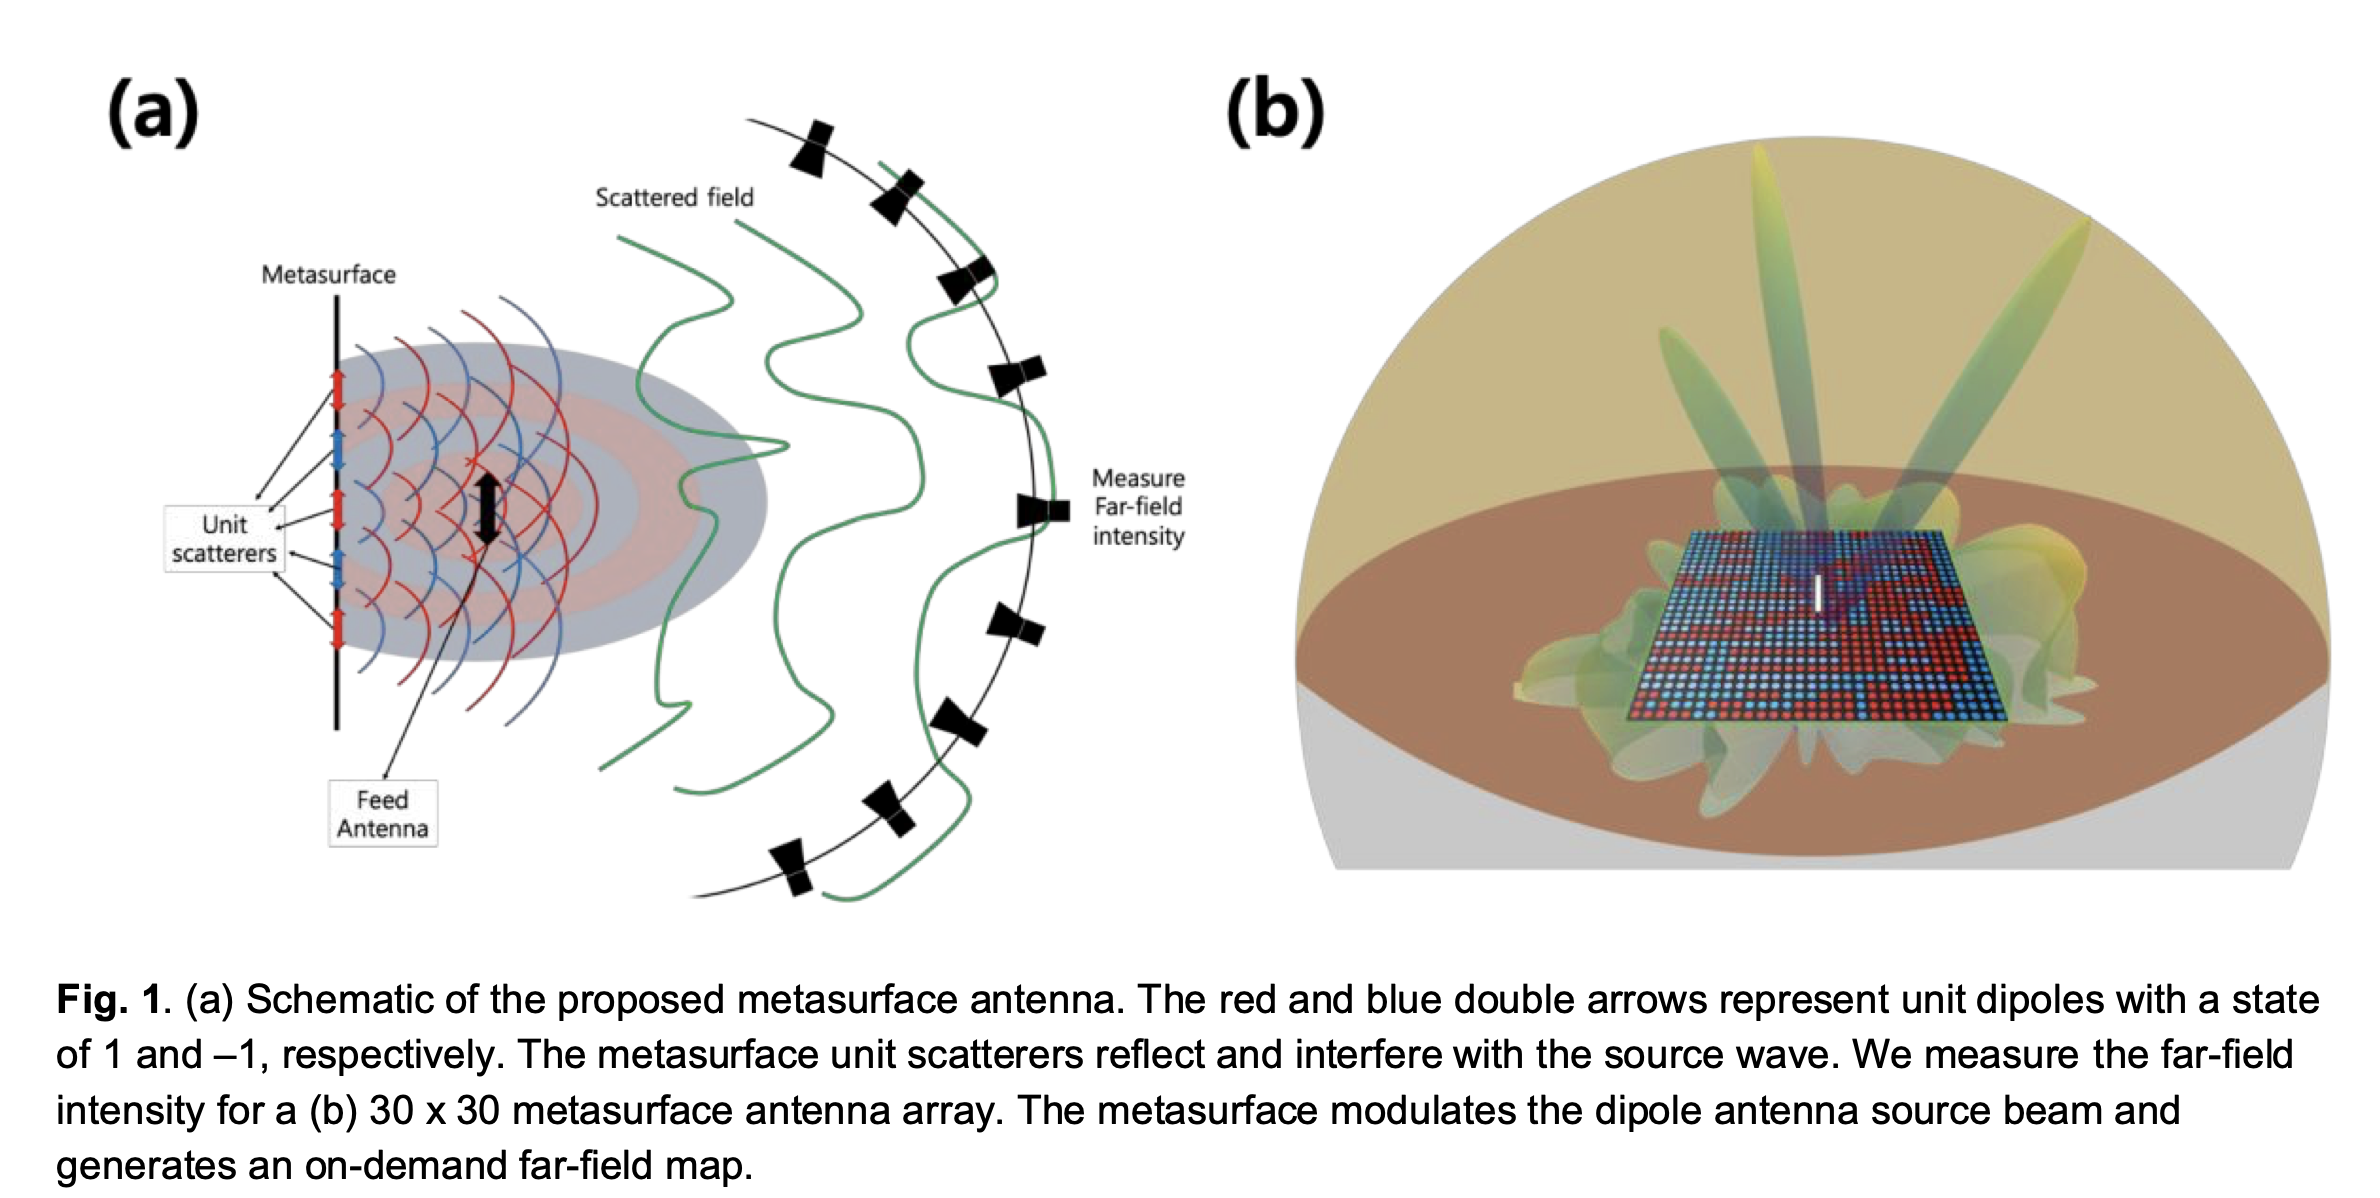 (a)
Scattered field
Metasurface
Unit
scatterers
Feed
Antenna
Measure
Far-field
intensity
(b)
Fig. 1. (a) Schematic of the proposed metasurface antenna. The red and blue double arrows represent unit dipoles with a state
of 1 and –1, respectively. The metasurface unit scatterers reflect and interfere with the source wave. We measure the far-field
intensity for a (b) 30 x 30 metasurface antenna array. The metasurface modulates the dipole antenna source beam and
generates an on-demand far-field map.